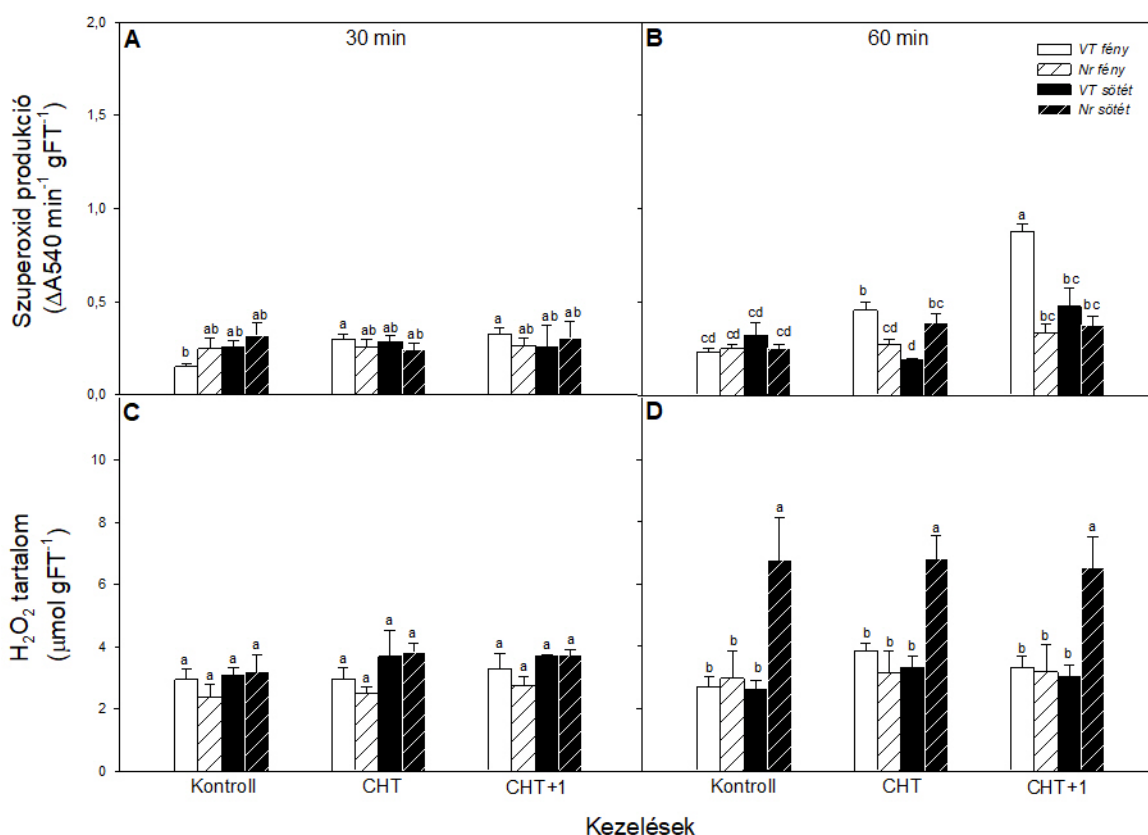 A
30 min
B
60 min
VT fény
Nr fény
VT sötét
Nr sötét
Szuperoxid produkció
(ΔA540 min⁻¹ gFT⁻¹)
2,0
1,5
1,0
0,5
0,0
b ab ab ab
a ab ab ab
a ab ab ab
cd cd cd cd
b cd d bc
a bc bc bc
C
D
H₂O₂ tartalom
(µmol gFT⁻¹)
10
8
6
4
2
0
a a a a
a a a a
a a a a
b b b a
b b b a
b b b a
Kontroll CHT CHT+1
Kontroll CHT CHT+1
Kezelések